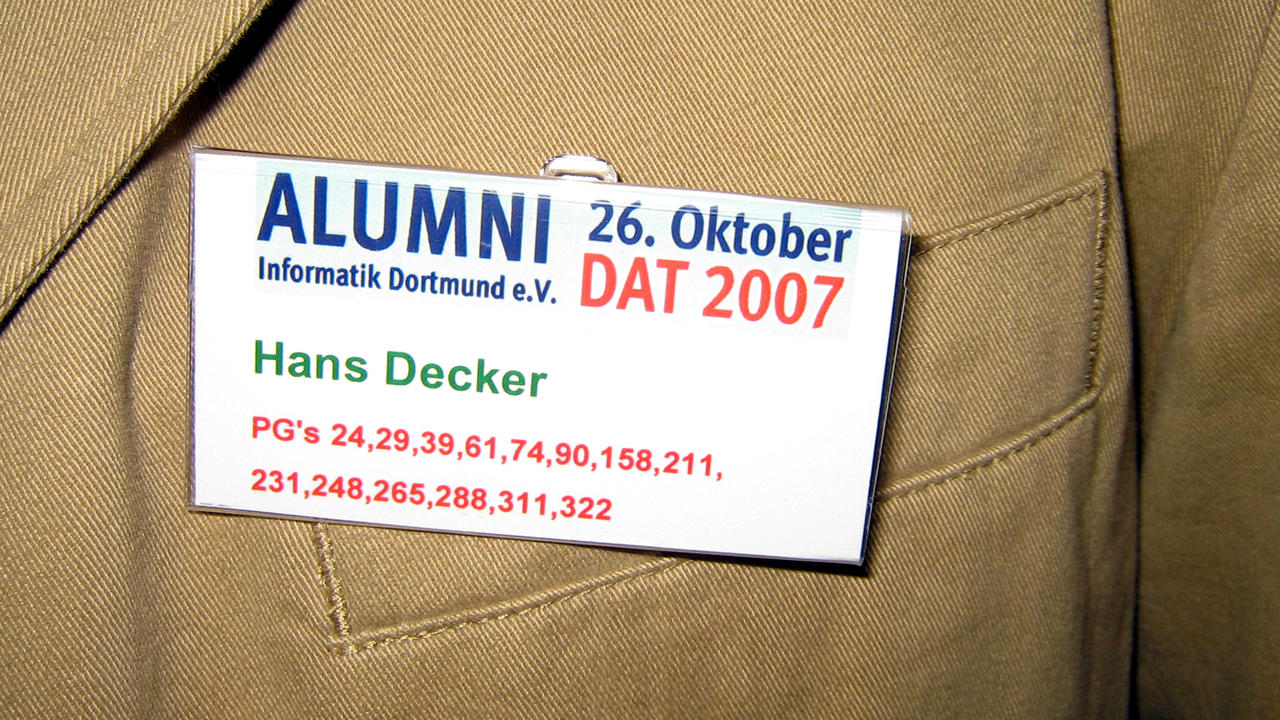 ALUMNI
Informatik Dortmund e.V.
26. Oktober
DAT 2007
Hans Decker
PG's 24,29,39,61,74,90,158,211,
231,248,265,288,311,322